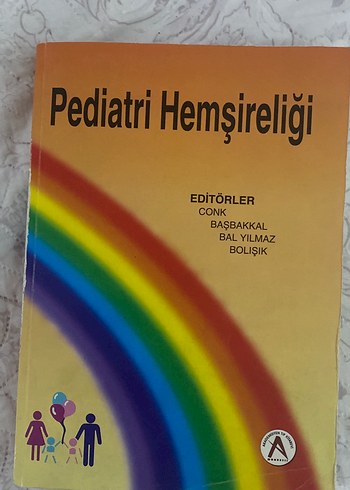 Pediatri Hemşireliği
EDİTÖRLER
CONK
BAŞBAKKAL
BAL YILMAZ
BOLIŞIK